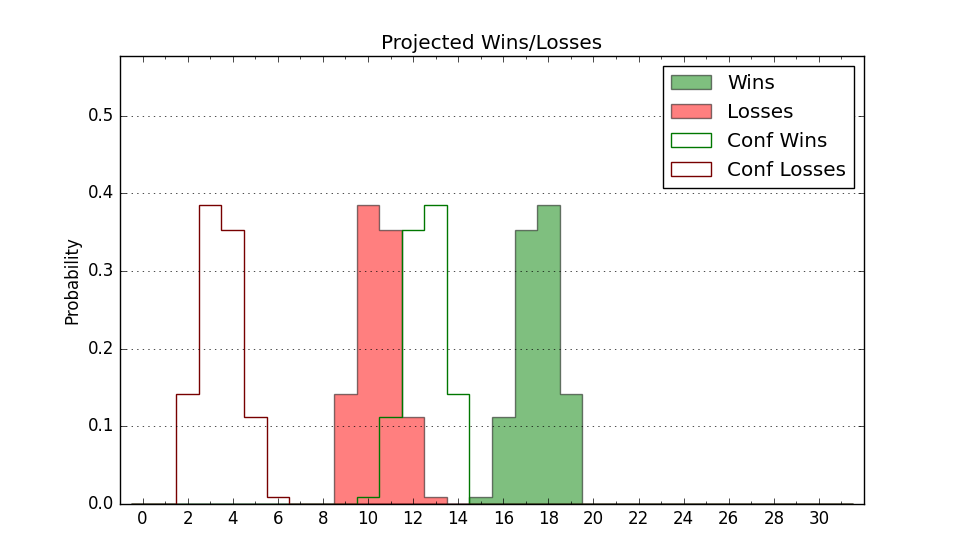 Projected Wins/Losses
Wins
Losses
Conf Wins
Conf Losses
Probability
0.5
0.4
0.3
0.2
0.1
0.0
0 2 4 6 8 10 12 14 16 18 20 22 24 26 28 30